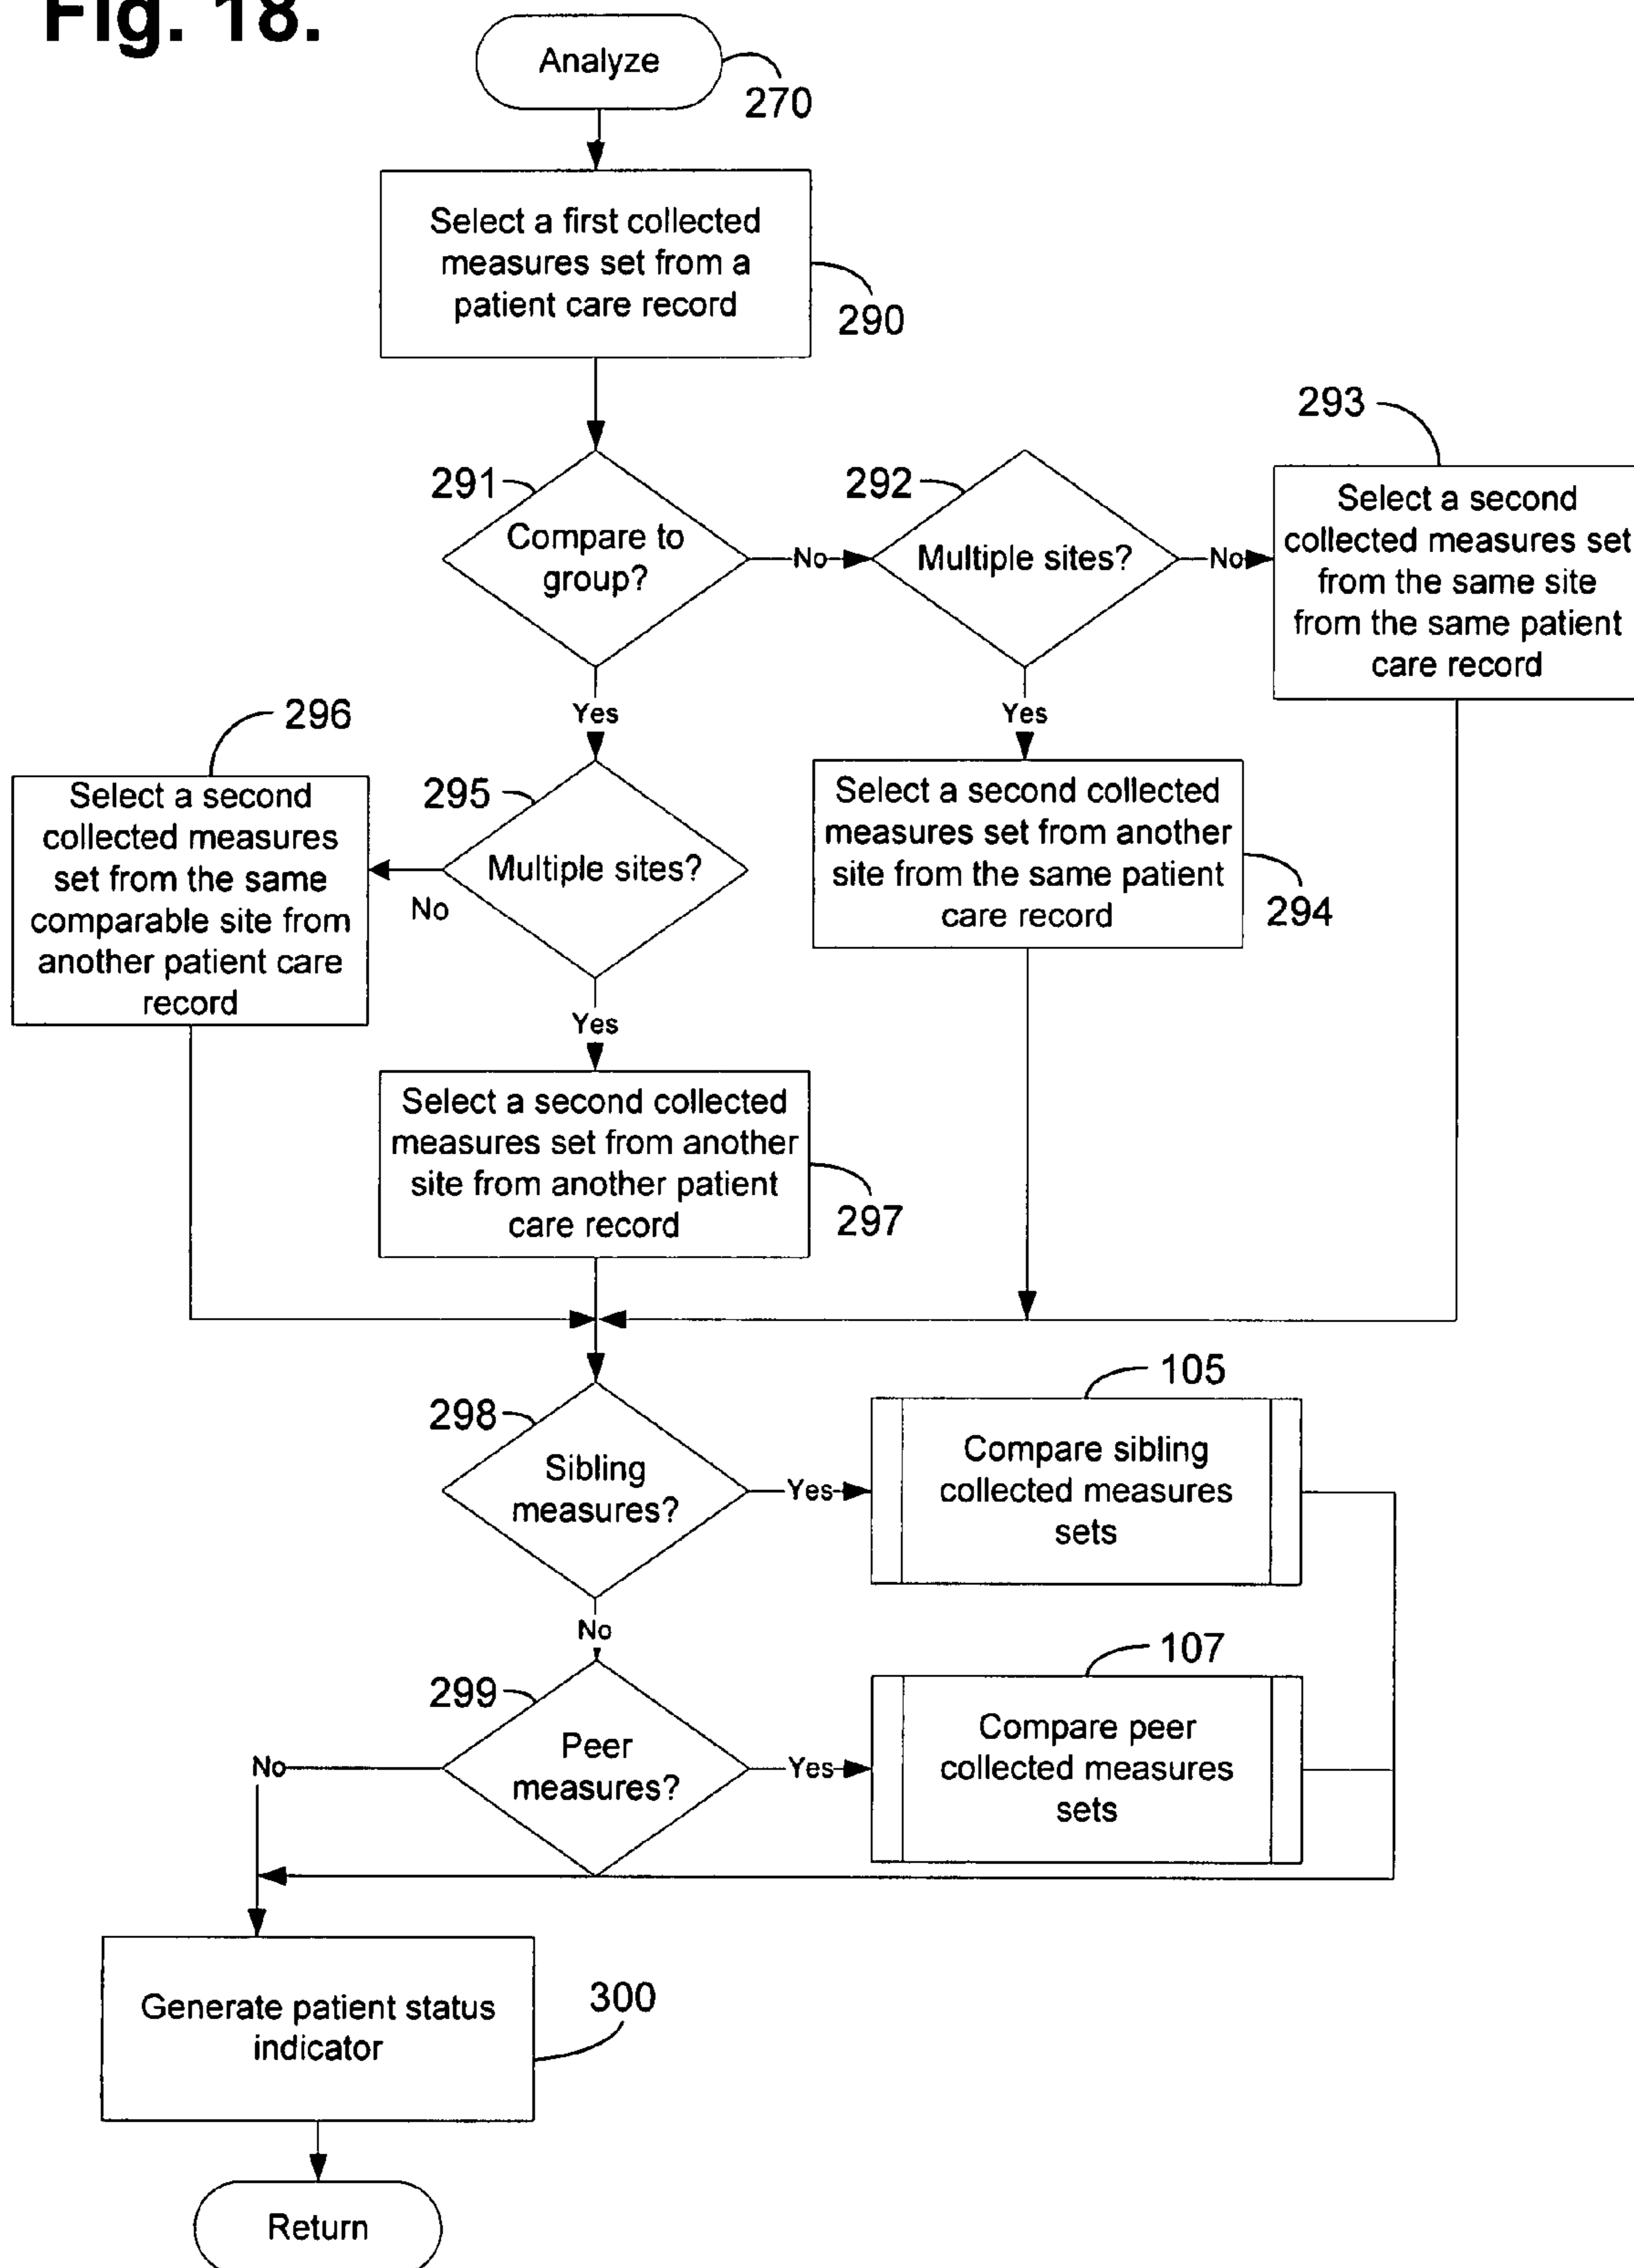 Fig. 18.
Analyze
270
Select a first collected
measures set from a
patient care record
290
291
Compare to
group?
No
292
Multiple sites?
No
293
Select a second
collected measures set
from the same site
from the same patient
care record
Yes
Yes
296
Select a second
collected measures
set from the same
comparable site from
another patient care
record
295
Multiple sites?
No
Select a second collected
measures set from another
site from the same patient
care record
294
Yes
Select a second collected
measures set from another
site from another patient
care record
297
298
Sibling
measures?
Yes
105
Compare sibling
collected measures
sets
No
299
Peer
measures?
No
Yes
107
Compare peer
collected measures
sets
Generate patient status
indicator
300
Return